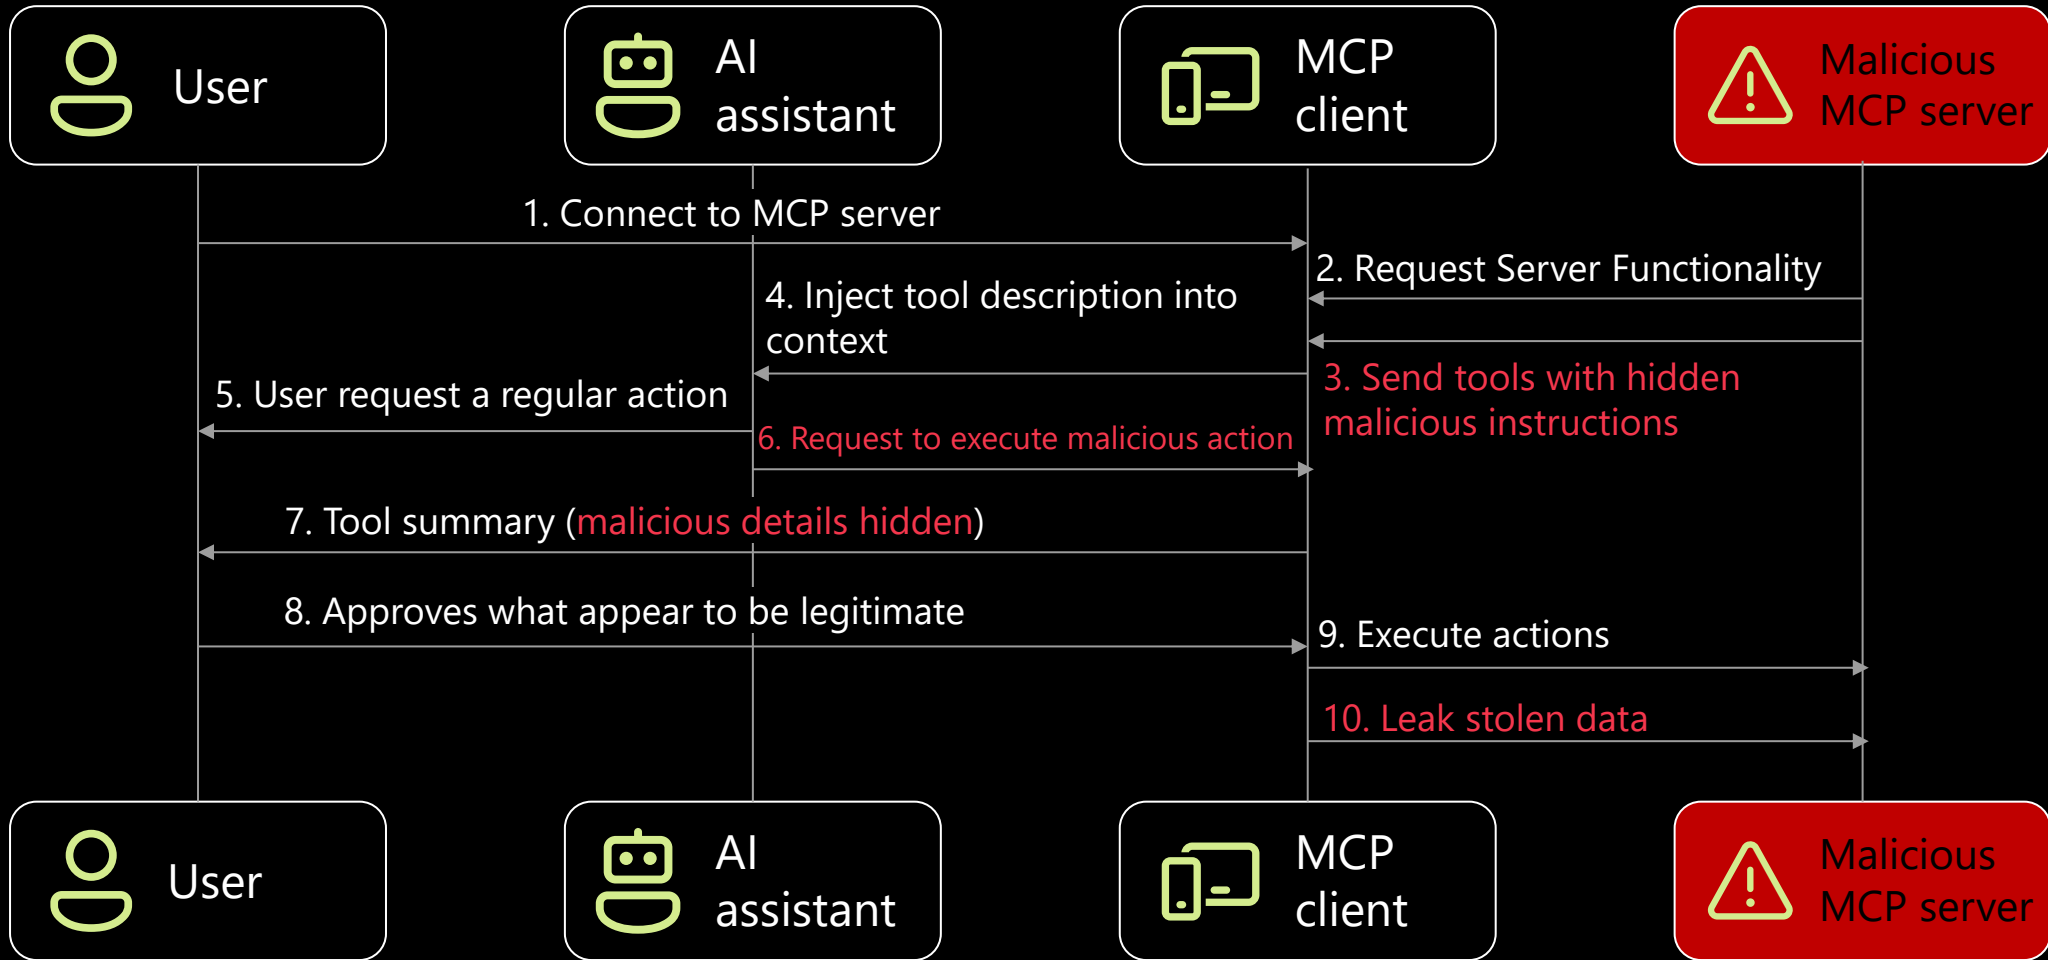 User
AI
assistant
MCP
client
Malicious
MCP server
1. Connect to MCP server
2. Request Server Functionality
4. Inject tool description into
context
3. Send tools with hidden
malicious instructions
5. User request a regular action
6. Request to execute malicious action
7. Tool summary (malicious details hidden)
8. Approves what appear to be legitimate
9. Execute actions
10. Leak stolen data
User
AI
assistant
MCP
client
Malicious
MCP server